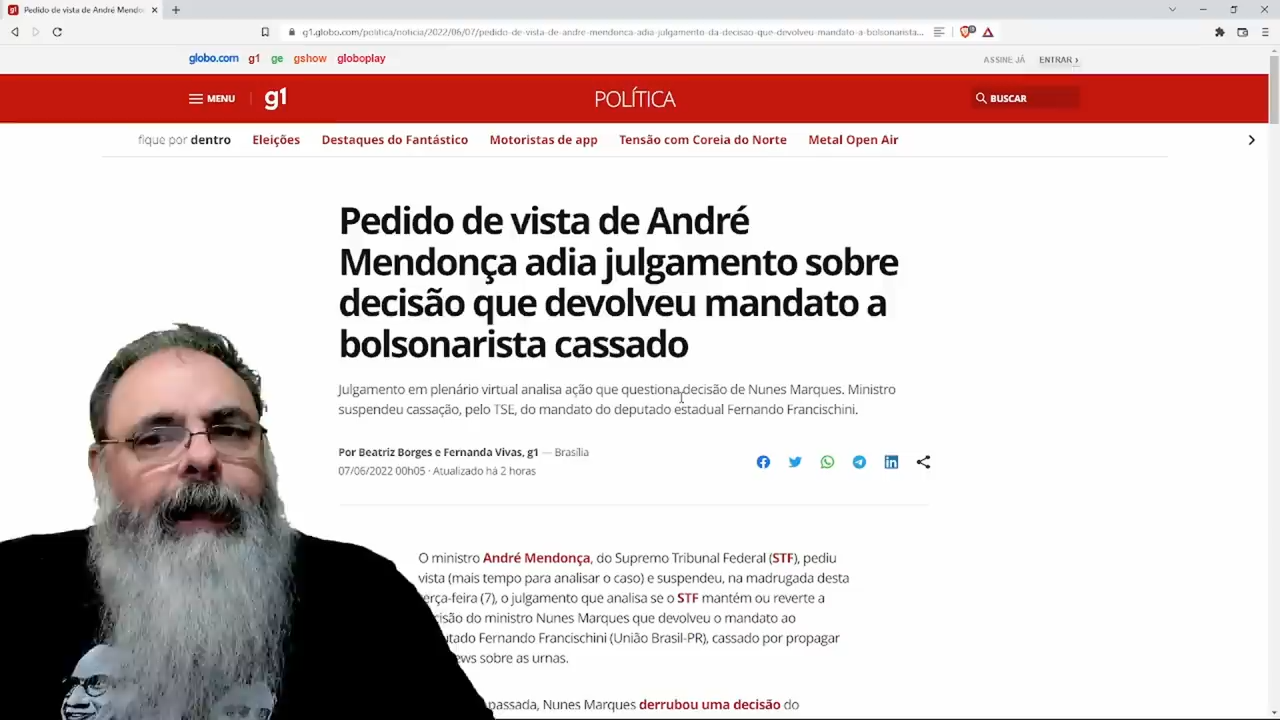 g1 Pedido de vista de André Mendon
g1.globo.com/politica/noticia/2022/06/07/pedido-de-vista-de-andre-mendonca-adia-julgamento-da-decisao-que-devolveu-mandato-a-bolsonarista...
globo.com g1 ge gshow globoplay ASSINE JÁ ENTRAR ›
MENU g1 POLÍTICA BUSCAR
fique por dentro Eleições Destaques do Fantástico Motoristas de app Tensão com Coreia do Norte Metal Open Air
Pedido de vista de André
Mendonça adia julgamento sobre
decisão que devolveu mandato a
bolsonarista cassado
Julgamento em plenário virtual analisa ação que questiona decisão de Nunes Marques. Ministro
suspendeu cassação, pelo TSE, do mandato do deputado estadual Fernando Francischini.
Por Beatriz Borges e Fernanda Vivas, g1 — Brasília
07/06/2022 00h05 · Atualizado há 2 horas
O ministro André Mendonça, do Supremo Tribunal Federal (STF), pediu
vista (mais tempo para analisar o caso) e suspendeu, na madrugada desta
erça-feira (7), o julgamento que analisa se o STF mantém ou reverte a
cisão do ministro Nunes Marques que devolveu o mandato ao
utado Fernando Francischini (União Brasil-PR), cassado por propagar
ews sobre as urnas.
passada, Nunes Marques derrubou uma decisão do